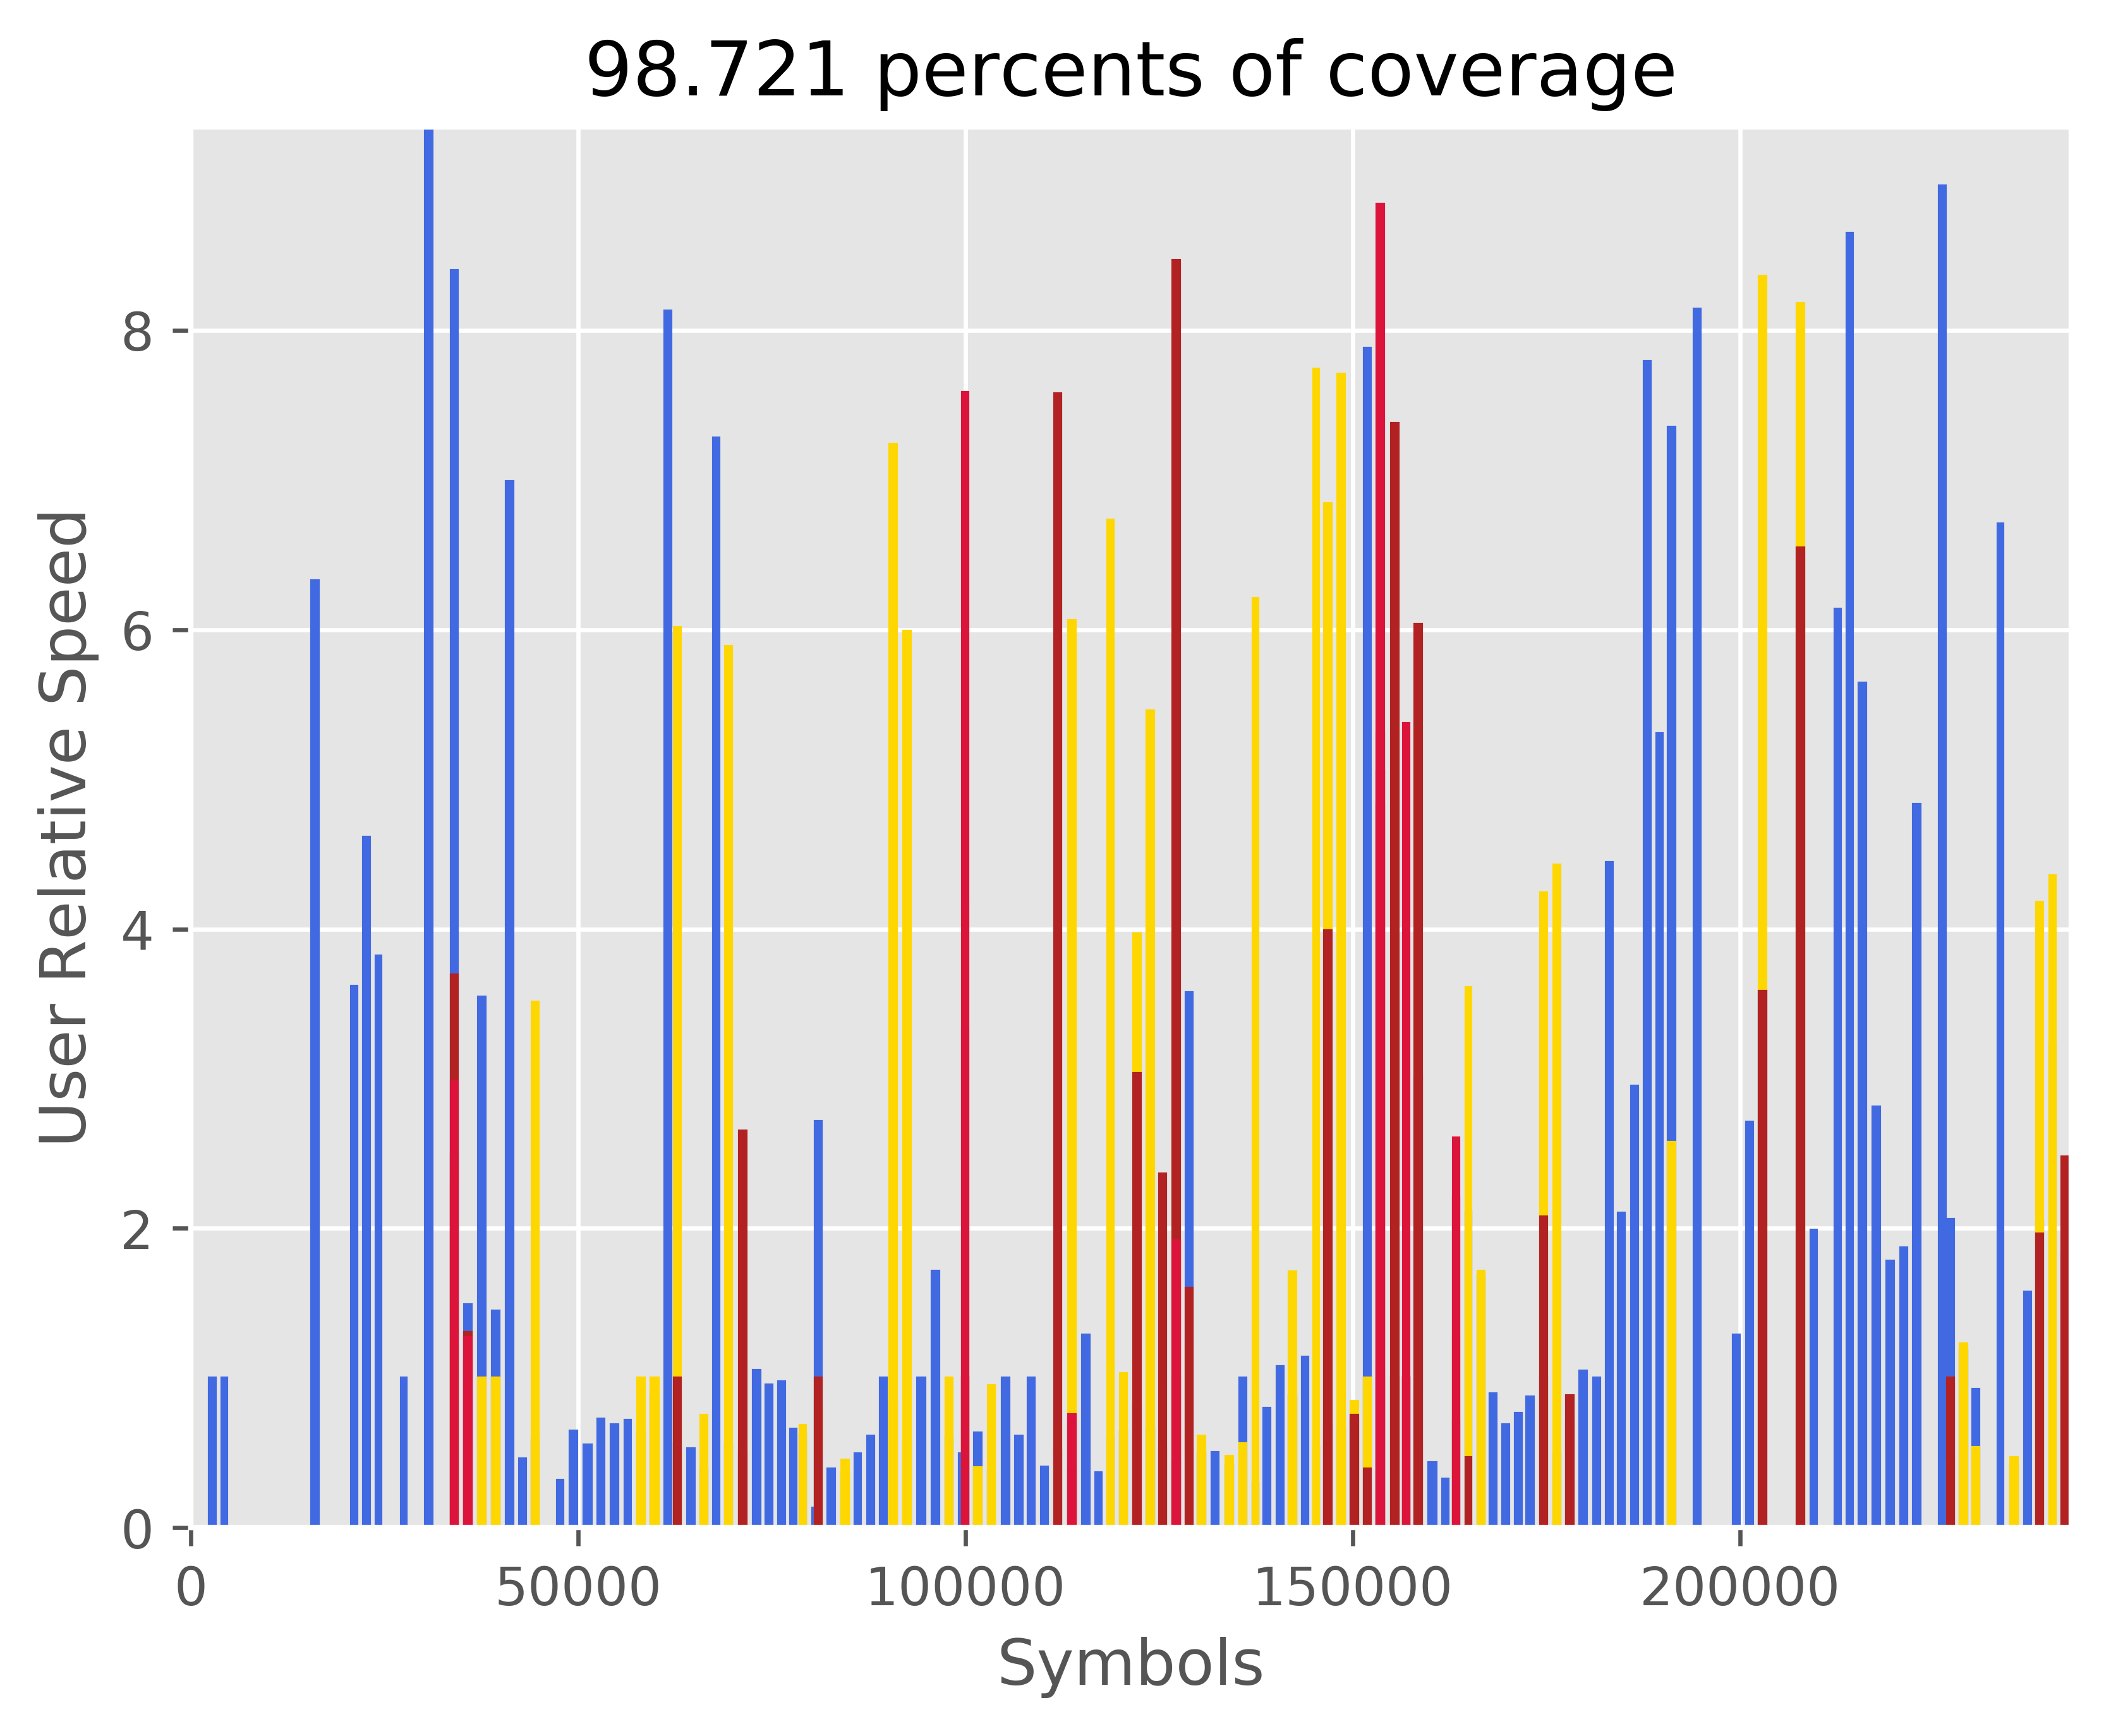 98.721 percents of coverage
User Relative Speed
8
6
4
2
0
0 50000 100000 150000 200000
Symbols